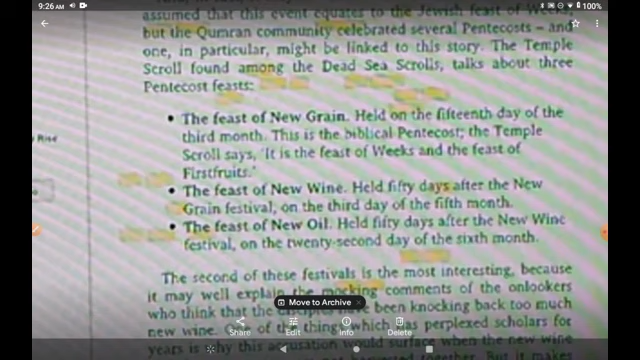 9:26 AM
100%
assumed that this event equates to the Jewish feast of Weeks,
but the Qumran community celebrated several Pentecosts – and
one, in particular, might be linked to this story. The Temple
Scroll found among the Dead Sea Scrolls, talks about three
Pentecost feasts:
• The feast of New Grain. Held on the fifteenth day of the
third month. This is the biblical Pentecost; the Temple
Scroll says, 'It is the feast of Weeks and the feast of
Firstfruits.'
• The feast of New Wine. Held fifty days after the New
Grain festival, on the third day of the fifth month.
• The feast of New Oil. Held fifty days after the New Wine
festival, on the twenty-second day of the sixth month.
The second of these festivals is the most interesting, because
it may well explain the mocking comments of the onlookers
who think that the disciples have been knocking back too much
new wine. One of the things which has perplexed scholars for
years is why this accusation would surface when the new wine
Move to Archive
Share
Edit
Info
Delete